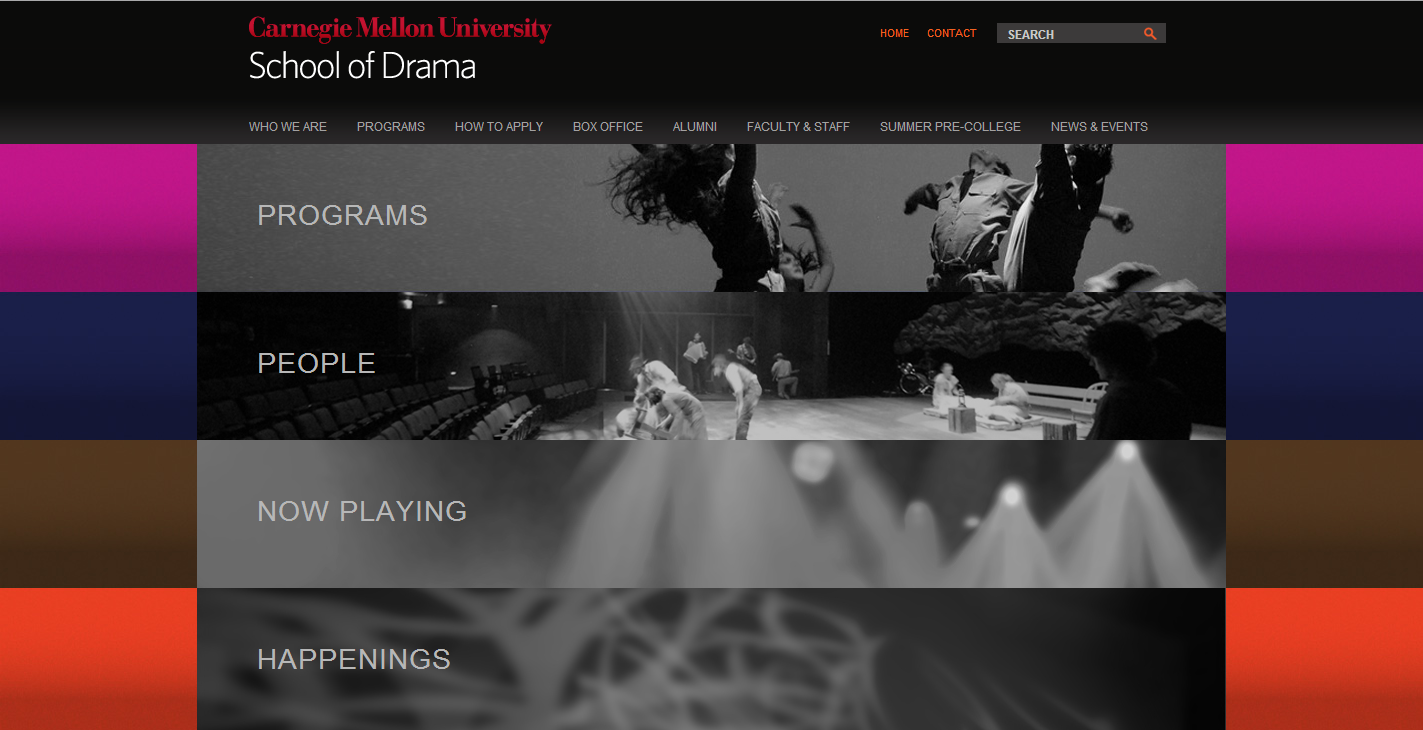 Carnegie Mellon University
School of Drama
HOME CONTACT SEARCH
WHO WE ARE PROGRAMS HOW TO APPLY BOX OFFICE ALUMNI FACULTY & STAFF SUMMER PRE-COLLEGE NEWS & EVENTS
PROGRAMS
PEOPLE
NOW PLAYING
HAPPENINGS